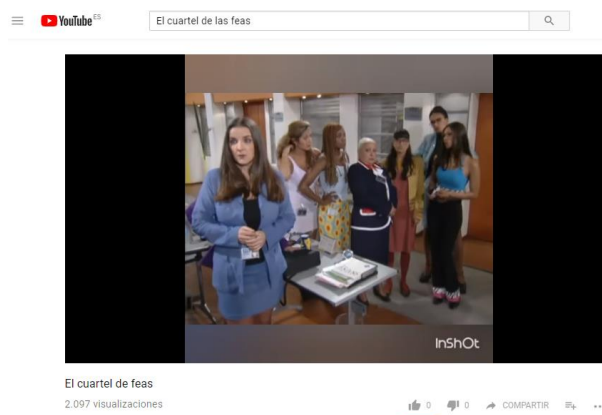 YouTube ES
El cuartel de las feas
InShOt
El cuartel de feas
2.097 visualizaciones
0 0 COMPARTIR